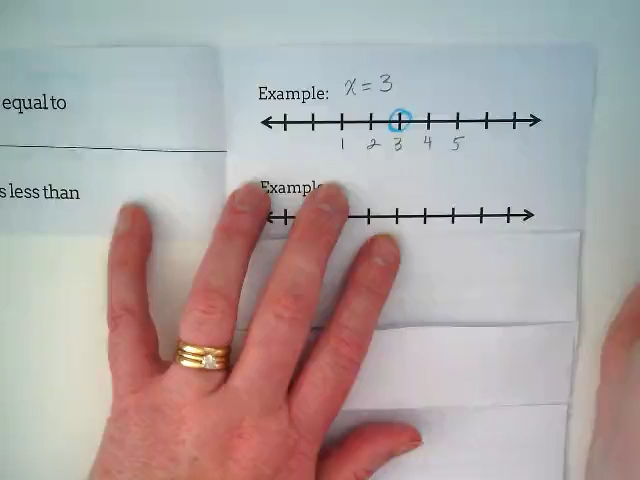 equal to
Example: x = 3
1 2 3 4 5
s less than
Example